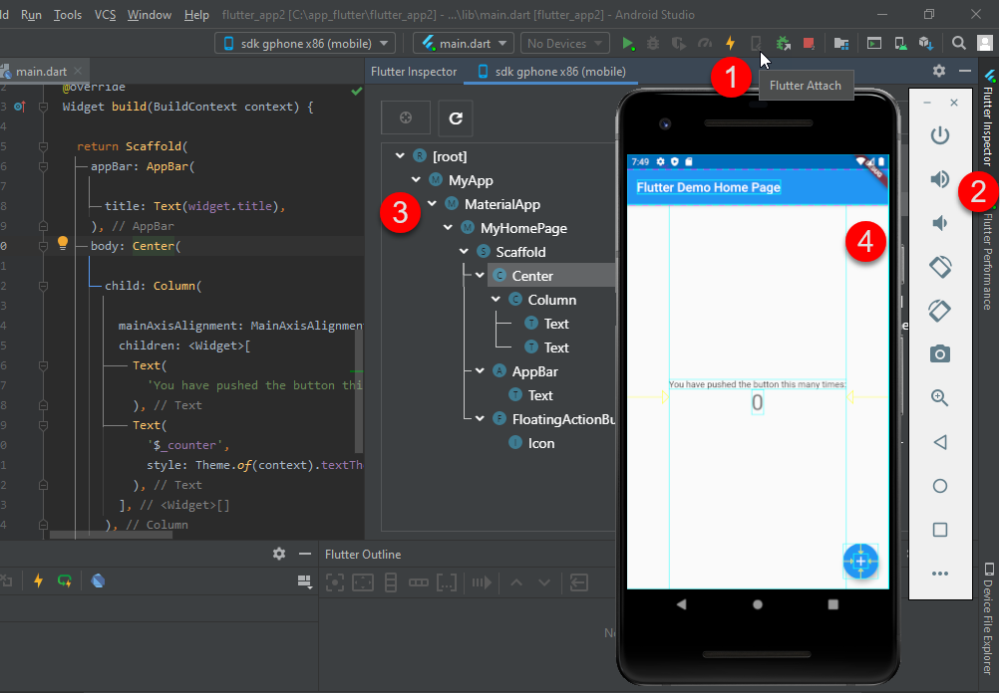 ld Run Tools VCS Window Help flutter_app2 [C:\app_flutter\flutter_app2] - ...\lib\main.dart [flutter_app2] - Android Studio
sdk gphone x86 (mobile) main.dart No Devices
1
Flutter Attach
main.dart
Flutter Inspector sdk gphone x86 (mobile)
@override
Widget build(BuildContext context) {
return Scaffold(
appBar: AppBar(
title: Text(widget.title),
), // AppBar
body: Center(
child: Column(
mainAxisAlignment: MainAxisAlignment
children: <Widget>[
Text(
'You have pushed the button thi
), // Text
Text(
'$_counter',
style: Theme.of(context).textTh
), // Text
], // <Widget>[]
), // Column
[root]
MyApp
3
MaterialApp
MyHomePage
Scaffold
Center
Column
Text
Text
AppBar
Text
FloatingActionBu
Icon
7:49
DEBUG
Flutter Demo Home Page
4
You have pushed the button this many times:
0
Flutter Inspector
2
Flutter Performance
Device File Explorer
Flutter Outline
No